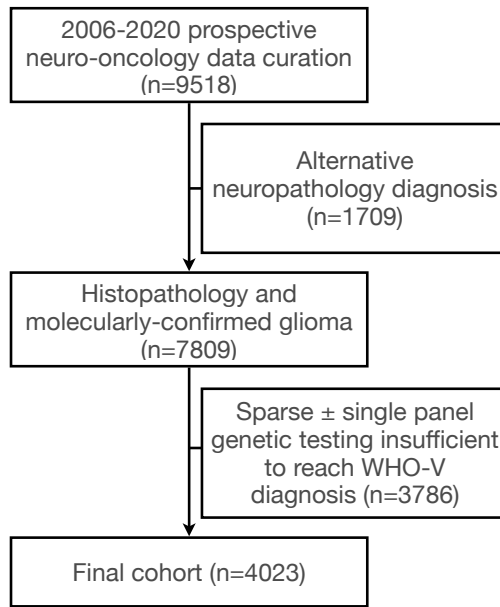 2006-2020 prospective
neuro-oncology data curation
(n=9518)
Alternative
neuropathology diagnosis
(n=1709)
Histopathology and
molecularly-confirmed glioma
(n=7809)
Sparse ± single panel
genetic testing insufficient
to reach WHO-V
diagnosis (n=3786)
Final cohort (n=4023)